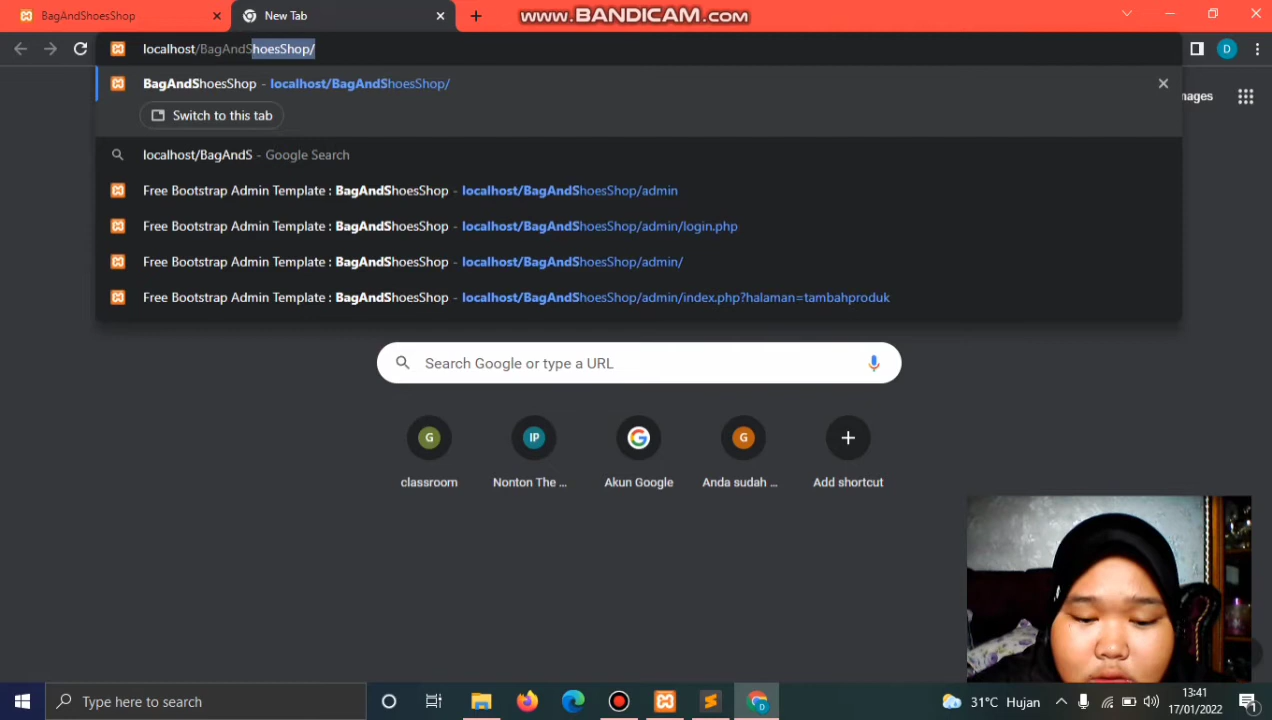 BagAndShoesShop
New Tab
www.BANDICAM.com
localhost/BagAndShoesShop/
D
BagAndShoesShop - localhost/BagAndShoesShop/
Switch to this tab
mages
localhost/BagAndS - Google Search
Free Bootstrap Admin Template : BagAndShoesShop - localhost/BagAndShoesShop/admin
Free Bootstrap Admin Template : BagAndShoesShop - localhost/BagAndShoesShop/admin/login.php
Free Bootstrap Admin Template : BagAndShoesShop - localhost/BagAndShoesShop/admin/
Free Bootstrap Admin Template : BagAndShoesShop - localhost/BagAndShoesShop/admin/index.php?halaman=tambahproduk
Search Google or type a URL
G
IP
G
G
classroom
Nonton The ...
Akun Google
Anda sudah ...
Add shortcut
Type here to search
D
31°C Hujan
13:41
17/01/2022
1